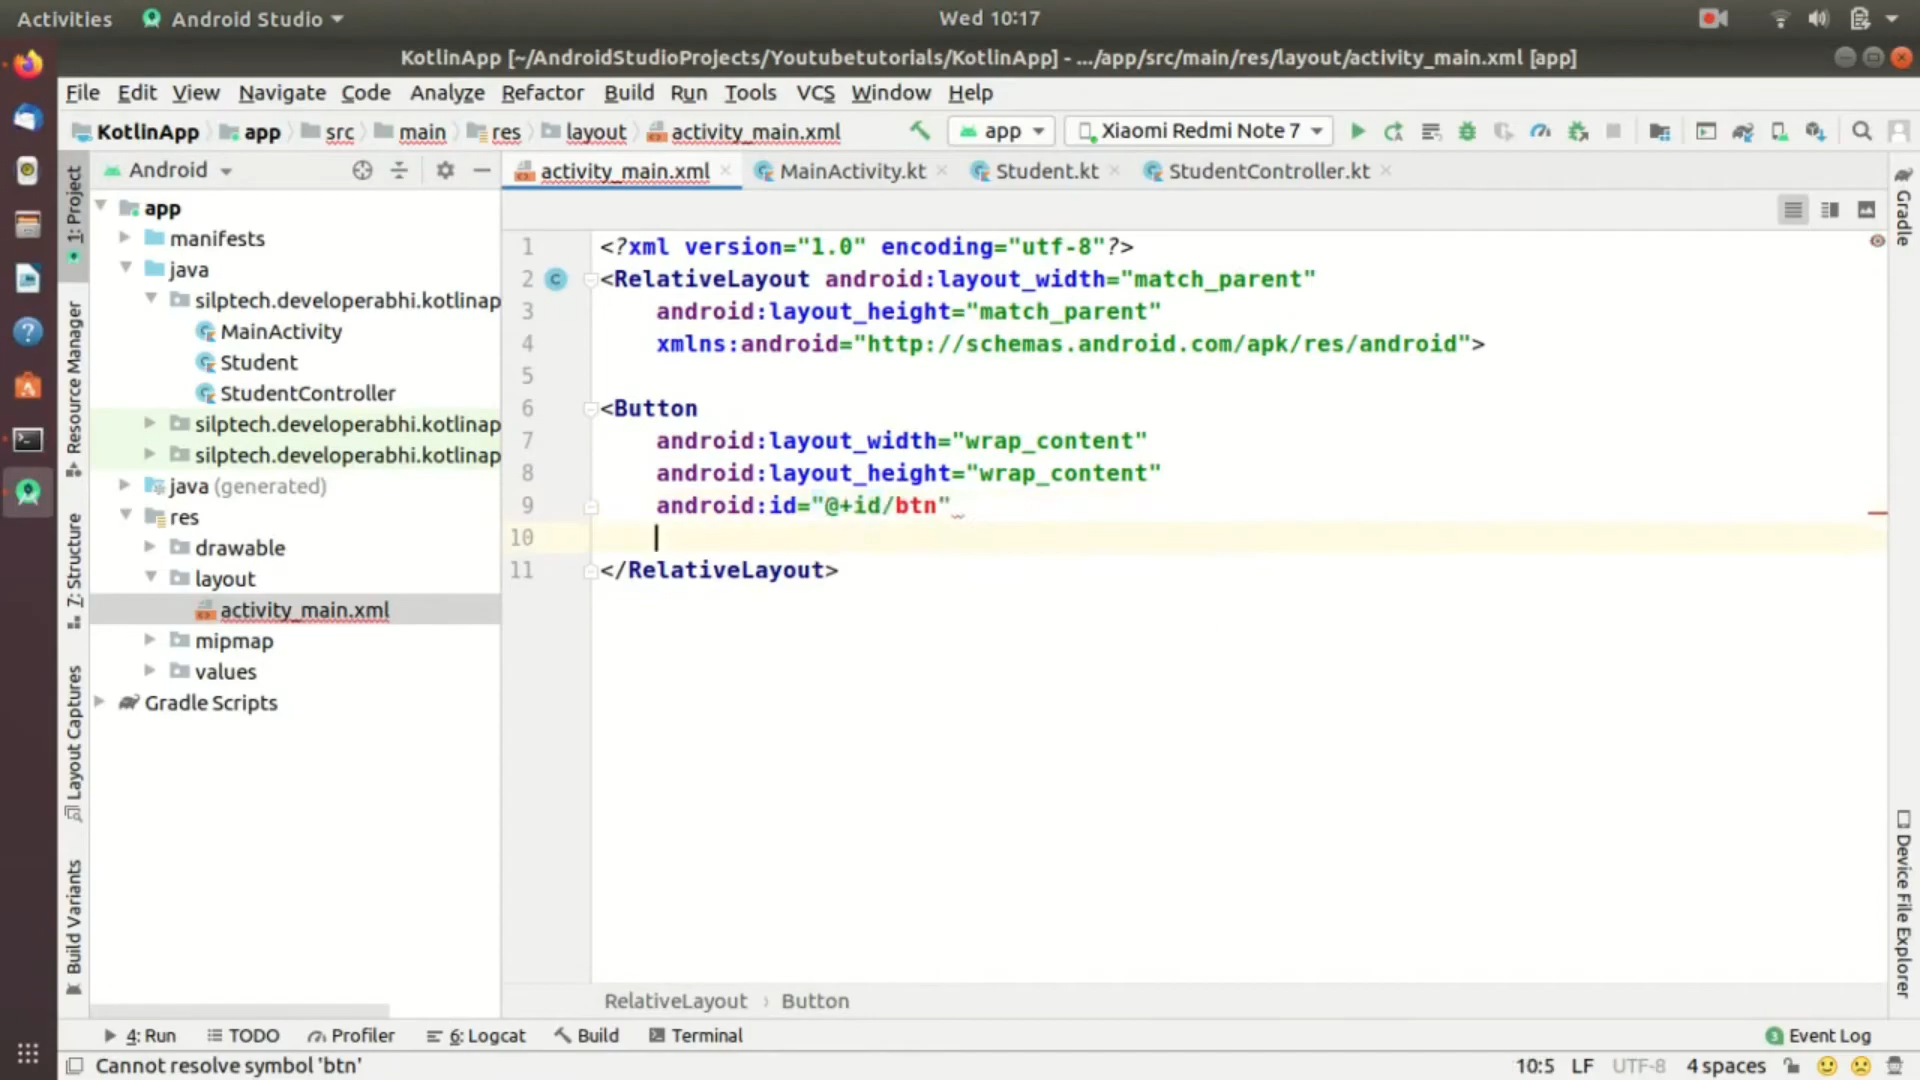 Activities Android Studio Wed 10:17
KotlinApp [~/AndroidStudioProjects/Youtubetutorials/KotlinApp] - .../app/src/main/res/layout/activity_main.xml [app]
File Edit View Navigate Code Analyze Refactor Build Run Tools VCS Window Help
KotlinApp app src main res layout activity_main.xml app Xiaomi Redmi Note 7
Android
activity_main.xml MainActivity.kt Student.kt StudentController.kt
1: Project
Resource Manager
Z: Structure
Layout Captures
Build Variants
app
manifests
java
silptech.developerabhi.kotlinap
MainActivity
Student
StudentController
silptech.developerabhi.kotlinap
silptech.developerabhi.kotlinap
java (generated)
res
drawable
layout
activity_main.xml
mipmap
values
Gradle Scripts
1 <?xml version="1.0" encoding="utf-8"?>
2 C <RelativeLayout android:layout_width="match_parent"
3 android:layout_height="match_parent"
4 xmlns:android="http://schemas.android.com/apk/res/android">
5
6 <Button
7 android:layout_width="wrap_content"
8 android:layout_height="wrap_content"
9 android:id="@+id/btn"
10
11 </RelativeLayout>
Gradle
Device File Explorer
RelativeLayout › Button
4: Run TODO Profiler 6: Logcat Build Terminal 3 Event Log
Cannot resolve symbol 'btn' 10:5 LF UTF-8 4 spaces